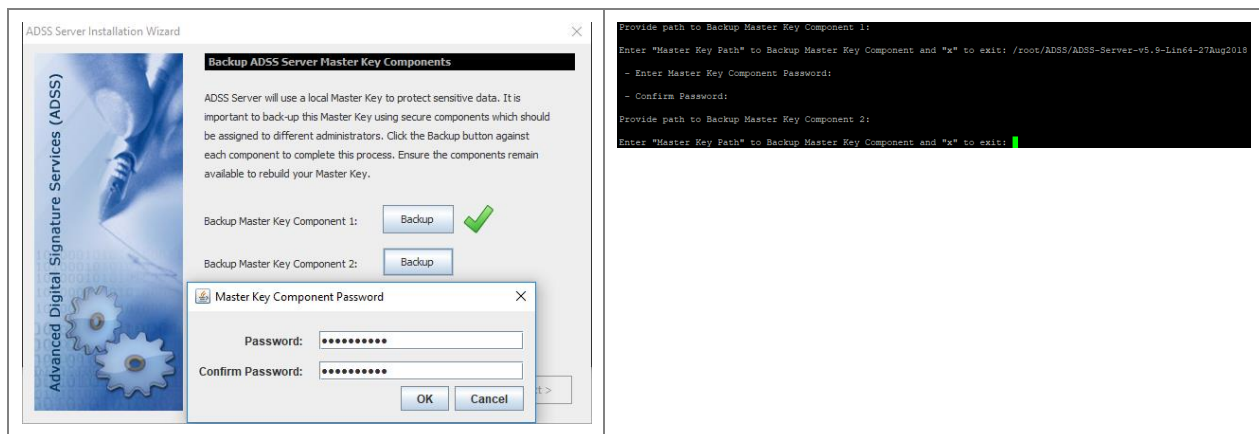 ADSS Server Installation Wizard
Advanced Digital Signature Services (ADSS)
Backup ADSS Server Master Key Components
ADSS Server will use a local Master Key to protect sensitive data. It is
important to back-up this Master Key using secure components which should
be assigned to different administrators. Click the Backup button against
each component to complete this process. Ensure the components remain
available to rebuild your Master Key.
Backup Master Key Component 1: Backup
Backup Master Key Component 2: Backup
Master Key Component Password
Password: ••••••••••
Confirm Password: ••••••••••
OK Cancel
Provide path to Backup Master Key Component 1:
Enter "Master Key Path" to Backup Master Key Component and "x" to exit: /root/ADSS/ADSS-Server-v5.9-Lin64-27Aug2018
- Enter Master Key Component Password:
- Confirm Password:
Provide path to Backup Master Key Component 2:
Enter "Master Key Path" to Backup Master Key Component and "x" to exit: